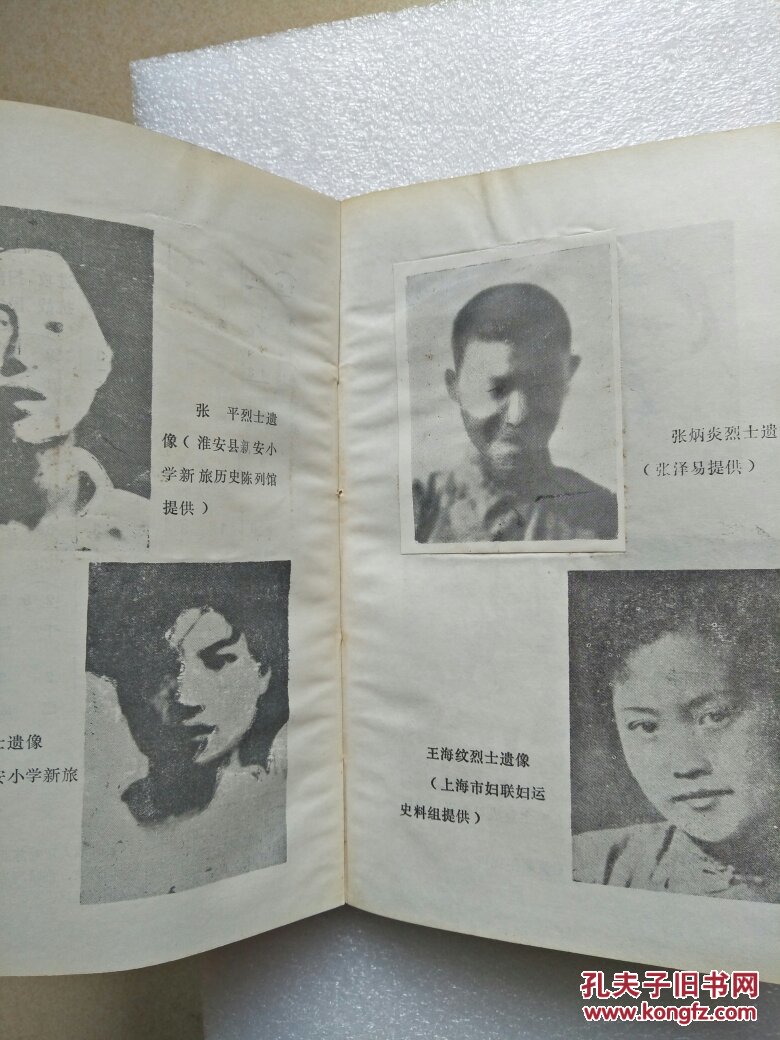 张 平烈士遗
像（淮安县新安小
学新旅历史陈列馆
提供）
士遗像
安小学新旅
张炳炎烈士遗
（张泽易提供）
王海纹烈士遗像
（上海市妇联妇运
史料组提供）
孔夫子旧书网
www.kongfz.com